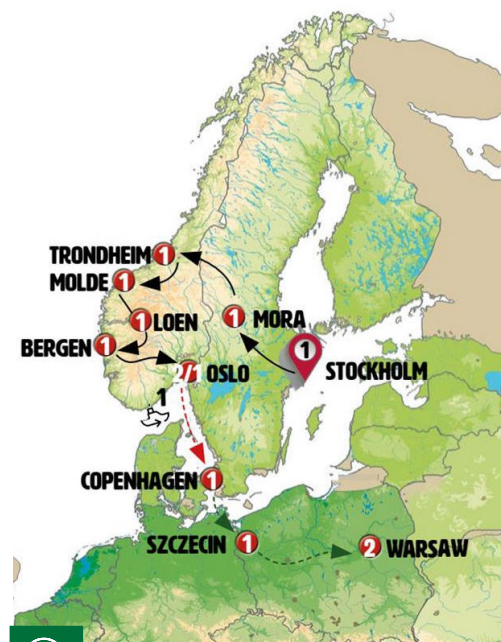 TRONDHEIM 1
MOLDE 1
1 LOEN
1 MORA
BERGEN 1
1
STOCKHOLM
OSLO
1
COPENHAGEN 1
SZCZECIN 1
2 WARSAW